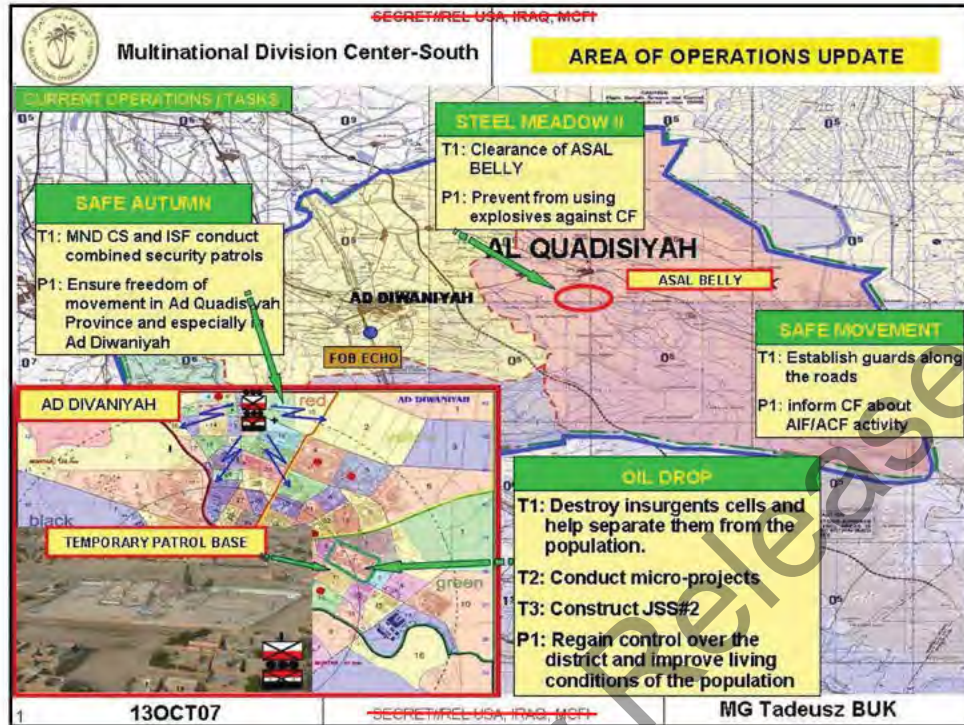 SECRET//REL USA, IRAQ, MCFI
Multinational Division Center-South
AREA OF OPERATIONS UPDATE
CURRENT OPERATIONS / TASKS
STEEL MEADOW II
T1: Clearance of ASAL
BELLY
P1: Prevent from using
explosives against CF
SAFE AUTUMN
T1: MND CS and ISF conduct
combined security patrols
P1: Ensure freedom of
movement in Ad Quadisiyah
Province and especially in
Ad Diwaniyah
AL QUADISIYAH
ASAL BELLY
AD DIWANIYAH
FOB ECHO
SAFE MOVEMENT
T1: Establish guards along
the roads
P1: inform CF about
AIF/ACF activity
AD DIVANIYAH
red
AD DIWANIYAH
black
TEMPORARY PATROL BASE
green
OIL DROP
T1: Destroy insurgents cells and
help separate them from the
population.
T2: Conduct micro-projects
T3: Construct JSS#2
P1: Regain control over the
district and improve living
conditions of the population
Release
1
13OCT07
SECRET//REL USA, IRAQ, MCFI
MG Tadeusz BUK